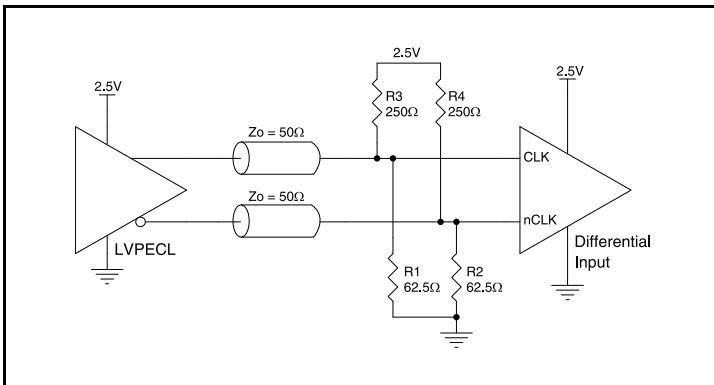 2.5V
2.5V
2.5V
R3
250Ω
R4
250Ω
Zo = 50Ω
CLK
Zo = 50Ω
nCLK
LVPECL
Differential
Input
R1
62.5Ω
R2
62.5Ω